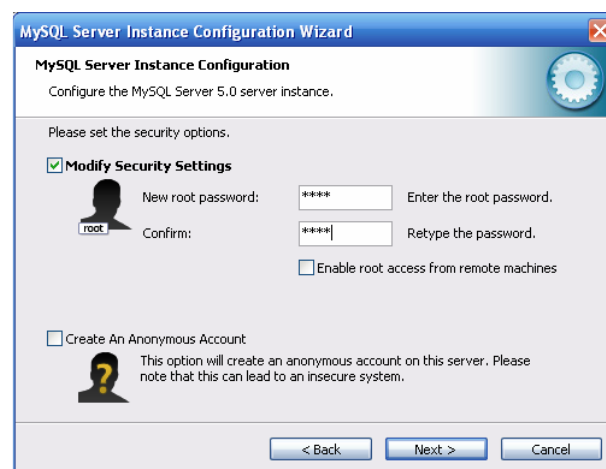 MySQL Server Instance Configuration Wizard
MySQL Server Instance Configuration
Configure the MySQL Server 5.0 server instance.
Please set the security options.
Modify Security Settings
root
New root password: **** Enter the root password.
Confirm: **** Retype the password.
Enable root access from remote machines
Create An Anonymous Account
?
This option will create an anonymous account on this server. Please
note that this can lead to an insecure system.
< Back Next > Cancel